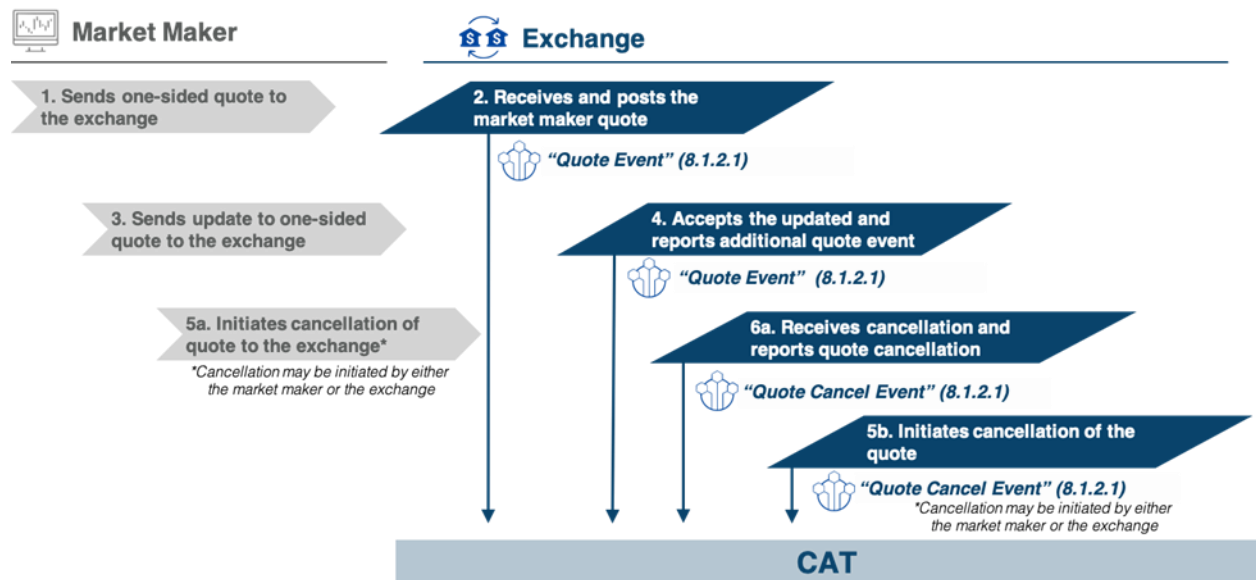 Market Maker
Exchange
1. Sends one-sided quote to
the exchange
2. Receives and posts the
market maker quote
“Quote Event” (8.1.2.1)
3. Sends update to one-sided
quote to the exchange
4. Accepts the updated and
reports additional quote event
“Quote Event” (8.1.2.1)
5a. Initiates cancellation of
quote to the exchange*
*Cancellation may be initiated by either
the market maker or the exchange
6a. Receives cancellation and
reports quote cancellation
“Quote Cancel Event” (8.1.2.1)
5b. Initiates cancellation of the
quote
“Quote Cancel Event” (8.1.2.1)
*Cancellation may be initiated by either
the market maker or the exchange
CAT